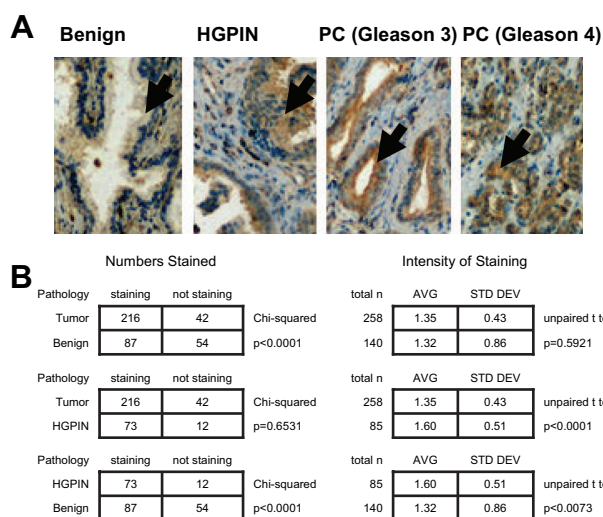 A
Benign HGPIN PC (Gleason 3) PC (Gleason 4)
B
Numbers Stained Intensity of Staining
Pathology staining not staining total n AVG STD DEV
Tumor 216 42 Chi-squared 258 1.35 0.43 unpaired t
Benign 87 54 p<0.0001 140 1.32 0.86 p=0.5921
Pathology staining not staining total n AVG STD DEV
Tumor 216 42 Chi-squared 258 1.35 0.43 unpaired t
HGPIN 73 12 p=0.6531 85 1.60 0.51 p<0.0001
Pathology staining not staining total n AVG STD DEV
HGPIN 73 12 Chi-squared 85 1.60 0.51 unpaired t
Benign 87 54 p<0.0001 140 1.32 0.86 p<0.0073